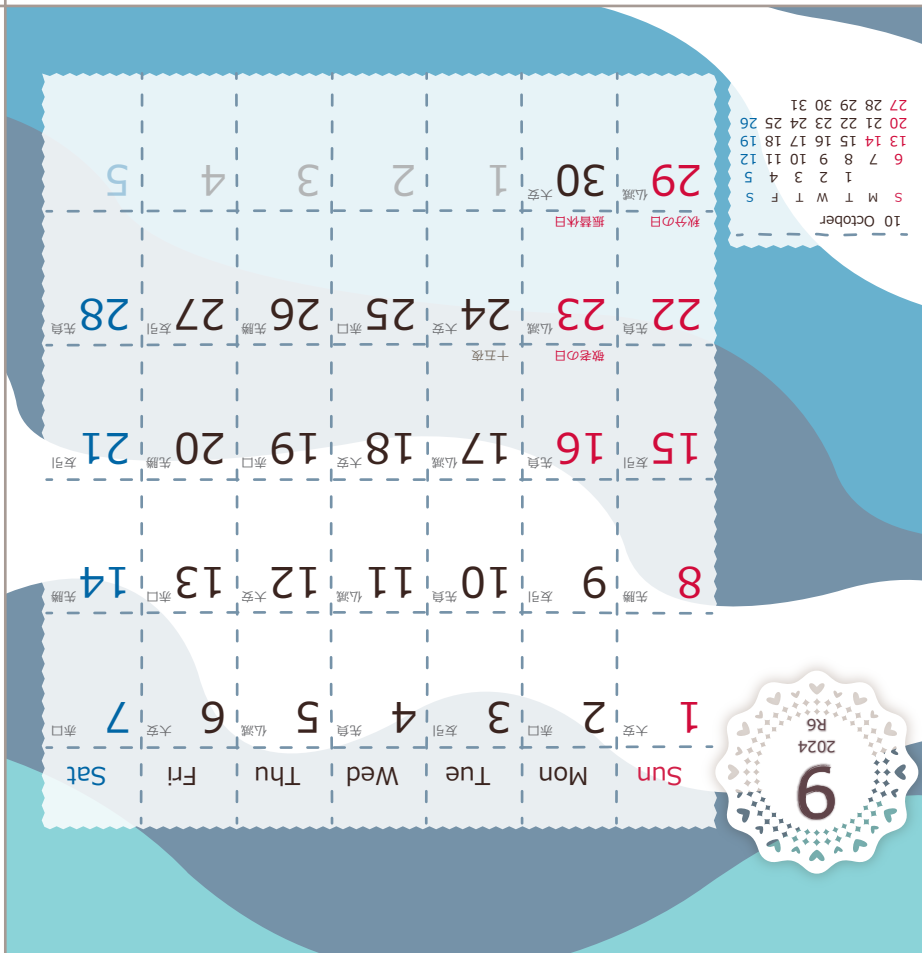 9
2024
R6
Sun Mon Tue Wed Thu Fri Sat
1 大安 2 赤口 3 友引 4 先負 5 仏滅 6 大安 7 赤口
8 先勝 9 友引 10 先負 11 仏滅 12 大安 13 赤口 14 先勝
15 友引 16 先負 17 仏滅 18 大安 19 赤口 20 先勝 21 友引
敬老の日 十五夜
22 先負 23 仏滅 24 大安 25 赤口 26 先勝 27 友引 28 先負
秋分の日 振替休日
29 仏滅 30 大安 1 2 3 4 5
10 October
S M T W T F S
1 2 3 4 5
6 7 8 9 10 11 12
13 14 15 16 17 18 19
20 21 22 23 24 25 26
27 28 29 30 31